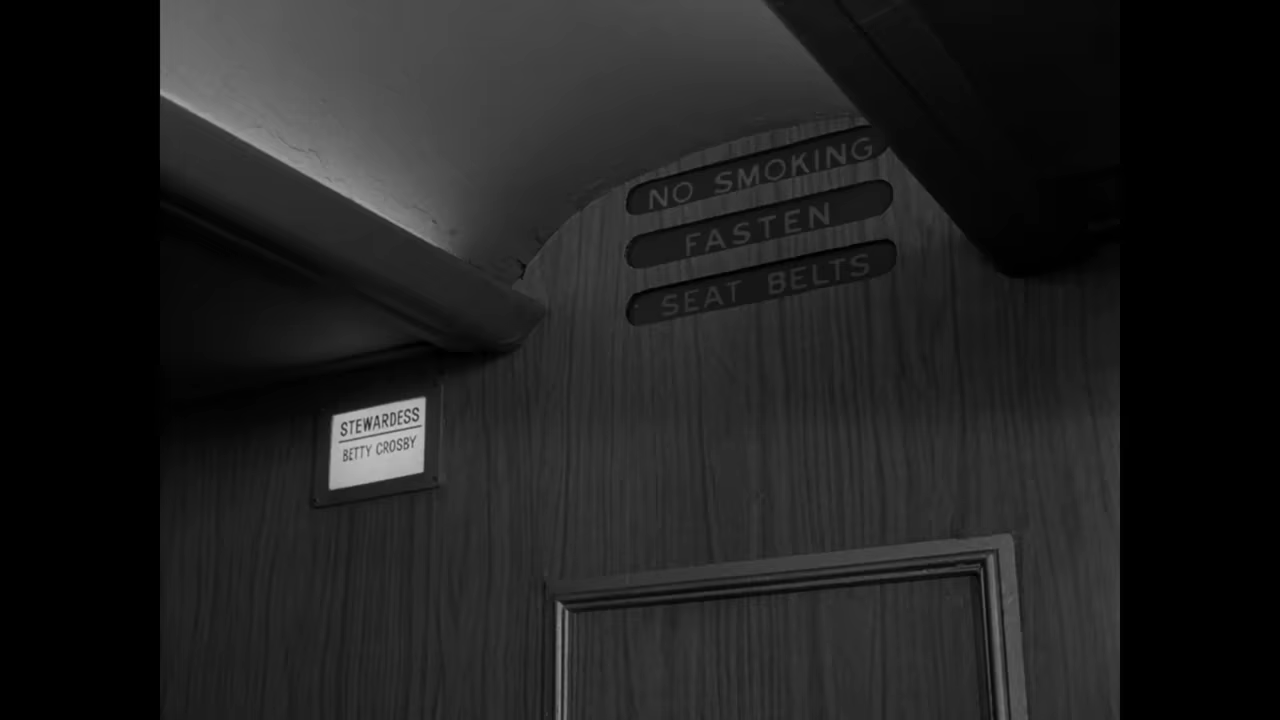 NO SMOKING
FASTEN
SEAT BELTS
STEWARDESS
BETTY CROSBY